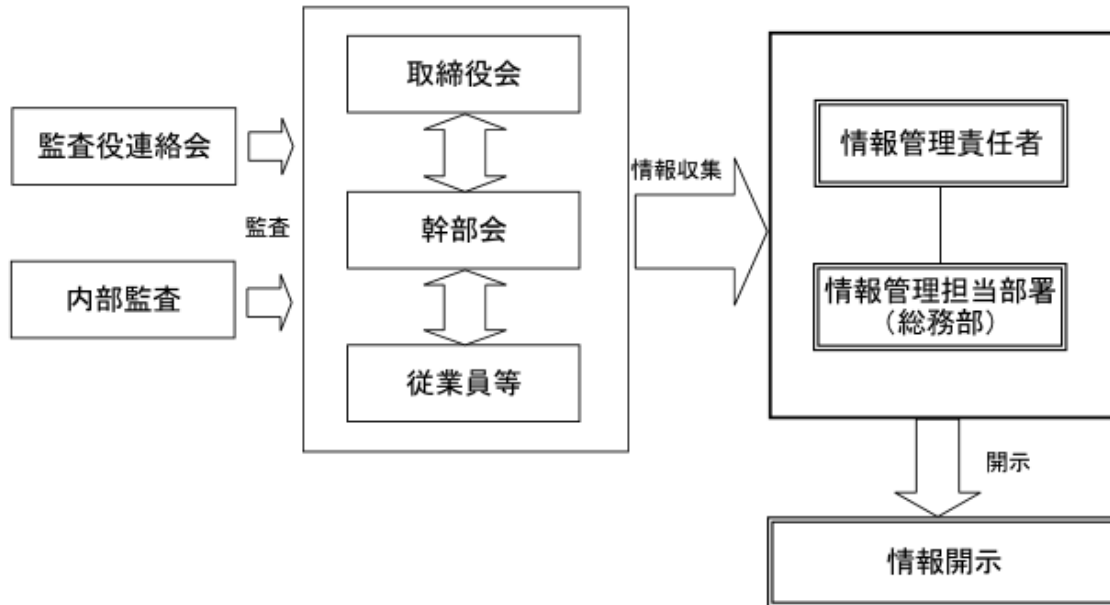 取締役会
監査役連絡会
監査
内部監査
幹部会
従業員等
情報収集
情報管理責任者
情報管理担当部署
（総務部）
開示
情報開示